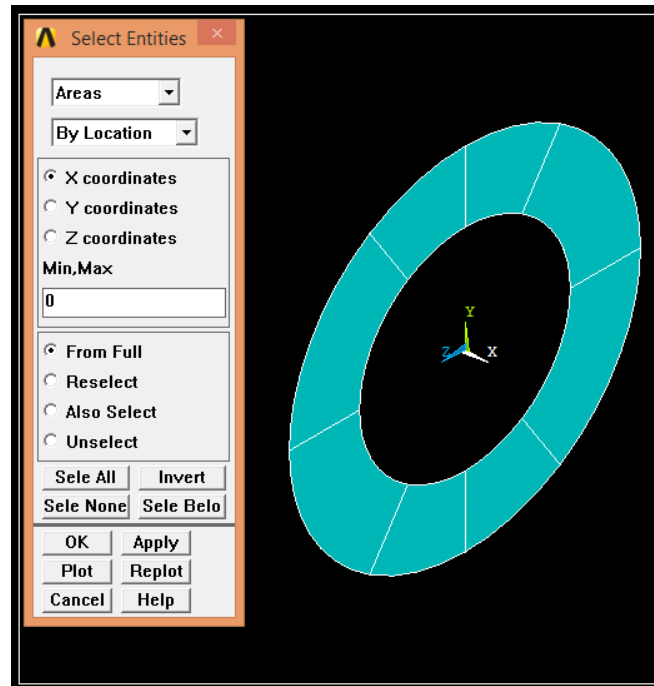 Select Entities ×
Areas
By Location
X coordinates
Y coordinates
Z coordinates
Min,Max
0
From Full
Reselect
Also Select
Unselect
Sele All Invert
Sele None Sele Belo
OK Apply
Plot Replot
Cancel Help
Y
Z X